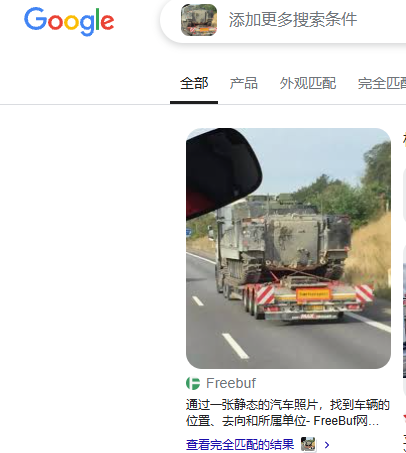 Google
添加更多搜索条件
全部 产品 外观匹配 完全匹
Freebuf
通过一张静态的汽车照片，找到车辆的
位置、去向和所属单位- FreeBuf网...
查看完全匹配的结果